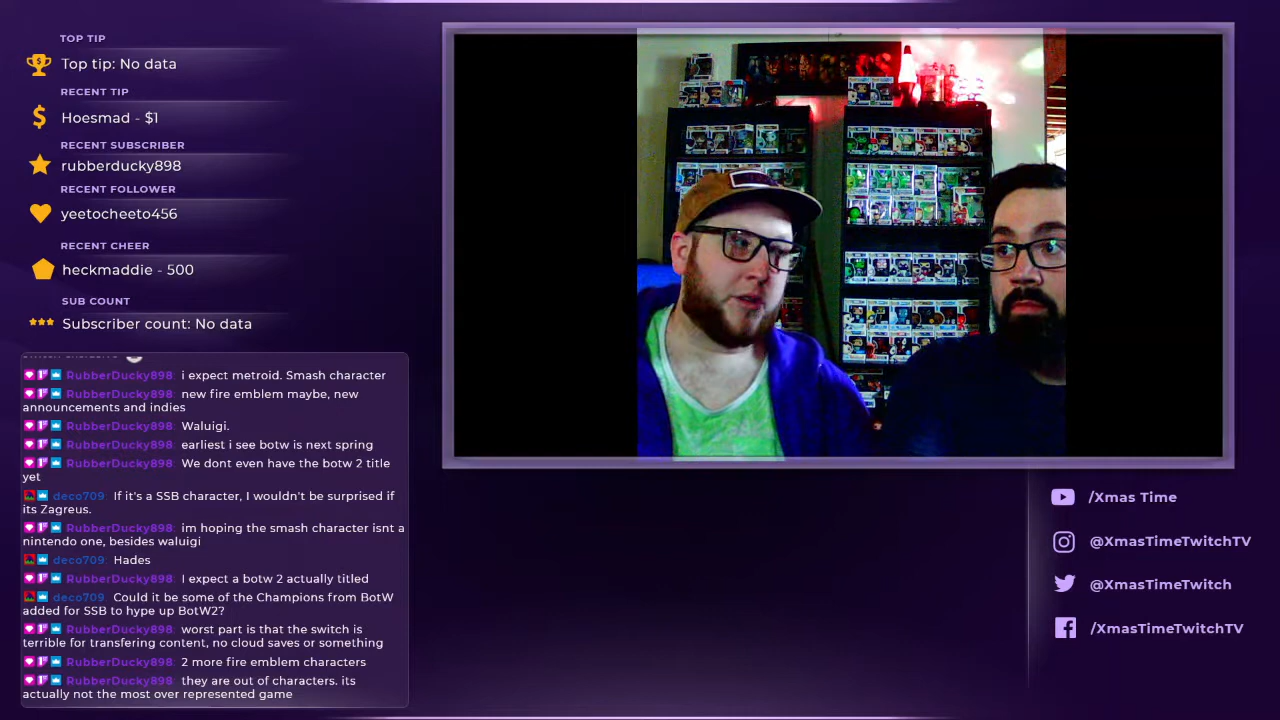 TOP TIP
Top tip: No data
RECENT TIP
Hoesmad - $1
RECENT SUBSCRIBER
rubberducky898
RECENT FOLLOWER
yeetocheeto456
RECENT CHEER
heckmaddie - 500
SUB COUNT
Subscriber count: No data
RubberDucky898: i expect metroid. Smash character
RubberDucky898: new fire emblem maybe, new
announcements and indies
RubberDucky898: Waluigi.
RubberDucky898: earliest i see botw is next spring
RubberDucky898: We dont even have the botw 2 title
yet
deco709: If it's a SSB character, I wouldn't be surprised if
its Zagreus.
RubberDucky898: im hoping the smash character isnt a
nintendo one, besides waluigi
deco709: Hades
RubberDucky898: I expect a botw 2 actually titled
deco709: Could it be some of the Champions from BotW
added for SSB to hype up BotW2?
RubberDucky898: worst part is that the switch is
terrible for transfering content, no cloud saves or something
RubberDucky898: 2 more fire emblem characters
RubberDucky898: they are out of characters. its
actually not the most over represented game
/Xmas Time
@XmasTimeTwitchTV
@XmasTimeTwitch
/XmasTimeTwitchTV